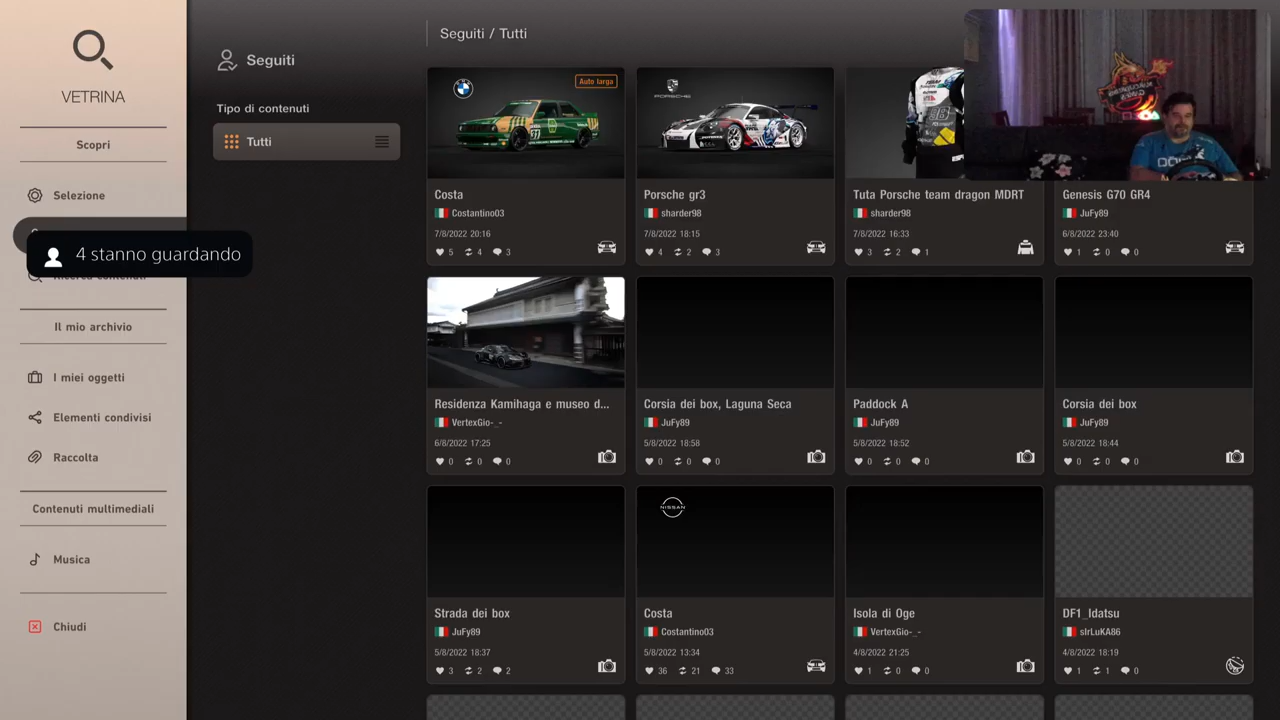 VETRINA
Scopri
Selezione
4 stanno guardando
Il mio archivio
I miei oggetti
Elementi condivisi
Raccolta
Contenuti multimediali
Musica
Chiudi
Seguiti
Tipo di contenuti
Tutti
Seguiti / Tutti
Auto larga
PORSCHE
Costa
Costantino03
7/8/2022 20:16
5 4 3
Porsche gr3
sharder98
7/8/2022 18:15
4 2 3
Tuta Porsche team dragon MDRT
sharder98
7/8/2022 16:33
3 2 1
Genesis G70 GR4
JuFy89
6/8/2022 23:40
1 0 0
Residenza Kamihaga e museo d...
VertexGio-_-
6/8/2022 17:25
0 0 0
Corsia dei box, Laguna Seca
JuFy89
5/8/2022 18:58
0 0 0
Paddock A
JuFy89
5/8/2022 18:52
0 0 0
Corsia dei box
JuFy89
5/8/2022 18:44
0 0 0
Strada dei box
JuFy89
5/8/2022 18:37
3 2 2
NISSAN
Costa
Costantino03
5/8/2022 13:34
36 21 33
Isola di Oge
VertexGio-_-
4/8/2022 21:25
1 0 0
DF1_Idatsu
slrLuKA86
4/8/2022 18:19
1 1 0